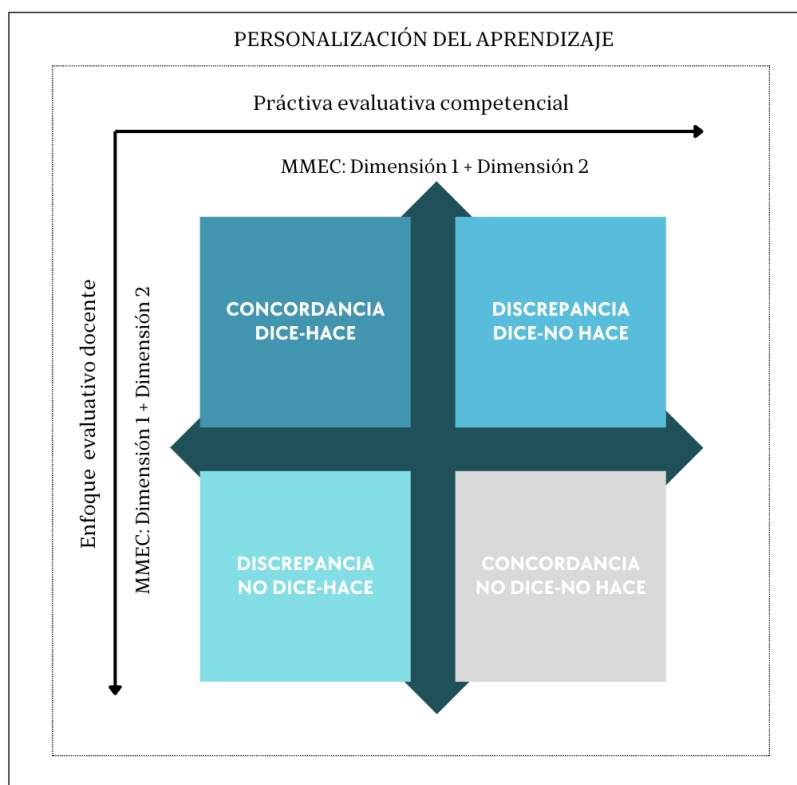 PERSONALIZACIÓN DEL APRENDIZAJE
Práctiva evaluativa competencial
MMEC: Dimensión 1 + Dimensión 2
Enfoque evaluativo docente
MMEC: Dimensión 1 + Dimensión 2
CONCORDANCIA
DICE-HACE
DISCREPANCIA
DICE-NO HACE
DISCREPANCIA
NO DICE-HACE
CONCORDANCIA
NO DICE-NO HACE